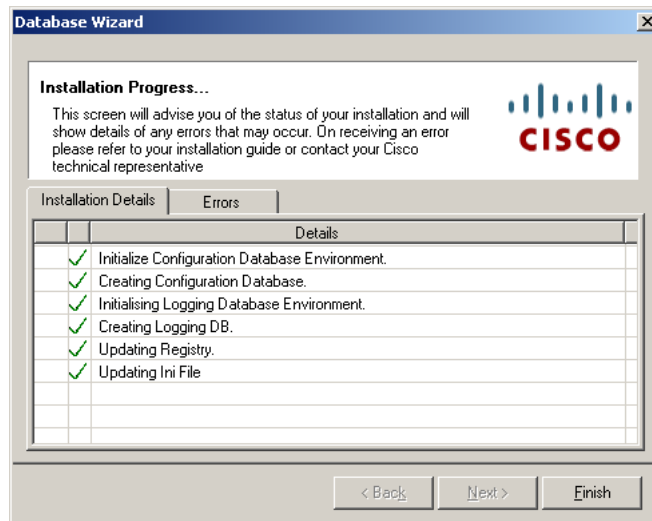 Database Wizard
Installation Progress...
This screen will advise you of the status of your installation and will
show details of any errors that may occur. On receiving an error
please refer to your installation guide or contact your Cisco
technical representative
CISCO
Installation Details
Errors
Details
Initialize Configuration Database Environment.
Creating Configuration Database.
Initialising Logging Database Environment.
Creating Logging DB.
Updating Registry.
Updating Ini File
< Back
Next >
Finish